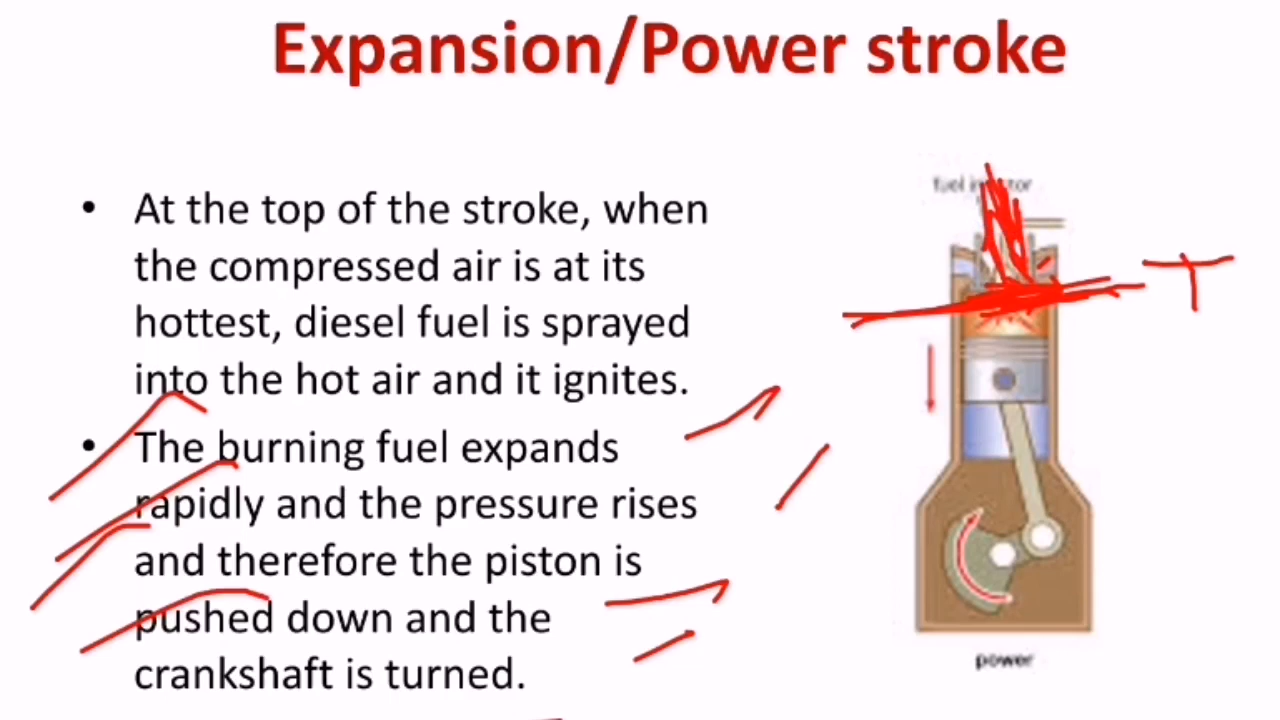 Expansion/Power stroke
• At the top of the stroke, when
the compressed air is at its
hottest, diesel fuel is sprayed
into the hot air and it ignites.
• The burning fuel expands
rapidly and the pressure rises
and therefore the piston is
pushed down and the
crankshaft is turned.
fuel
T
power